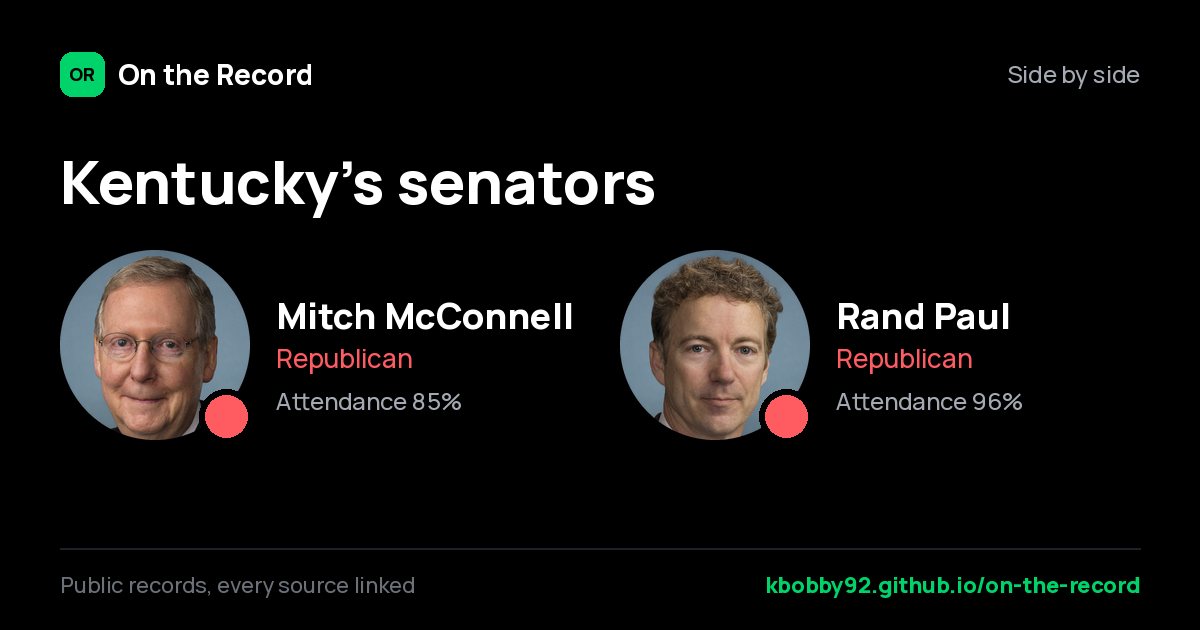 OR On the Record
Side by side
Kentucky’s senators
Mitch McConnell
Republican
Attendance 85%
Rand Paul
Republican
Attendance 96%
Public records, every source linked
kbobby92.github.io/on-the-record